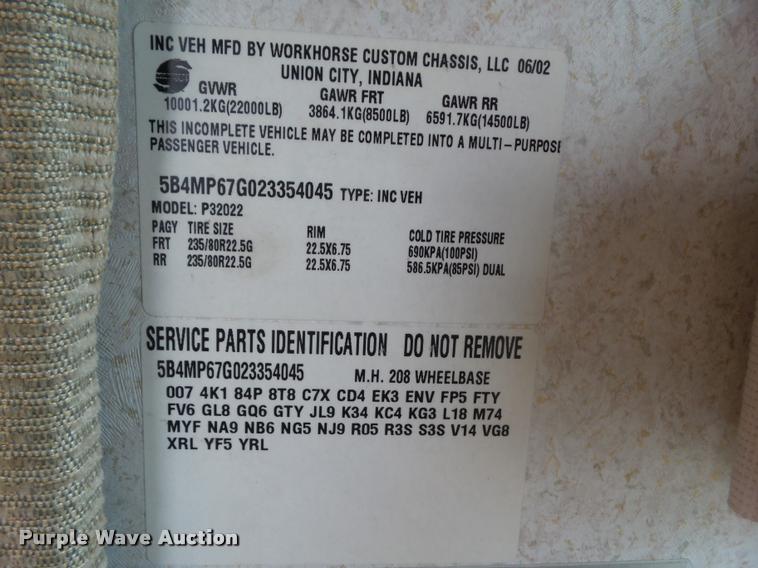 INC VEH MFD BY WORKHORSE CUSTOM CHASSIS, LLC 06/02
UNION CITY, INDIANA
GVWR GAWR FRT GAWR RR
10001.2KG(22000LB) 3864.1KG(8500LB) 6591.7KG(14500LB)
THIS INCOMPLETE VEHICLE MAY BE COMPLETED INTO A MULTI-PURPOSE
PASSENGER VEHICLE.
5B4MP67G023354045 TYPE: INC VEH
MODEL: P32022
PAGY TIRE SIZE RIM COLD TIRE PRESSURE
FRT 235/80R22.5G 22.5X6.75 690KPA(100PSI)
RR 235/80R22.5G 22.5X6.75 586.5KPA(85PSI) DUAL
SERVICE PARTS IDENTIFICATION DO NOT REMOVE
5B4MP67G023354045 M.H. 208 WHEELBASE
007 4K1 84P 8T8 C7X CD4 EK3 ENV FP5 FTY
FV6 GL8 GQ6 GTY JL9 K34 KC4 KG3 L18 M74
MYF NA9 NB6 NG5 NJ9 R05 R3S S3S V14 VG8
XRL YF5 YRL
Purple Wave Auction